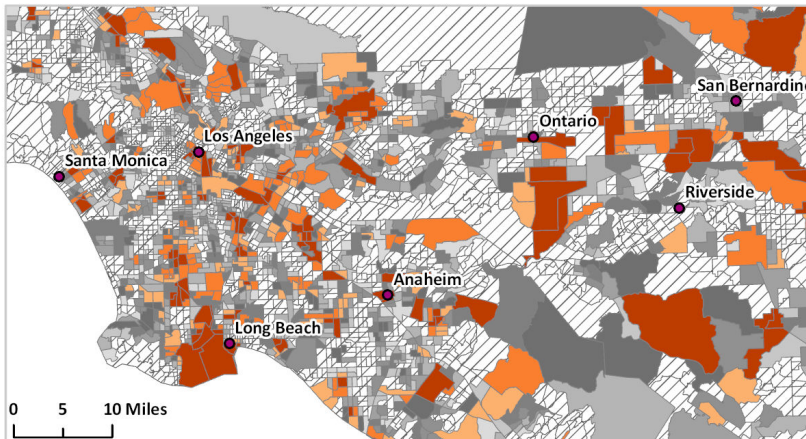 San Bernardino
Ontario
Los Angeles
Santa Monica
Riverside
Anaheim
Long Beach
0 5 10 Miles